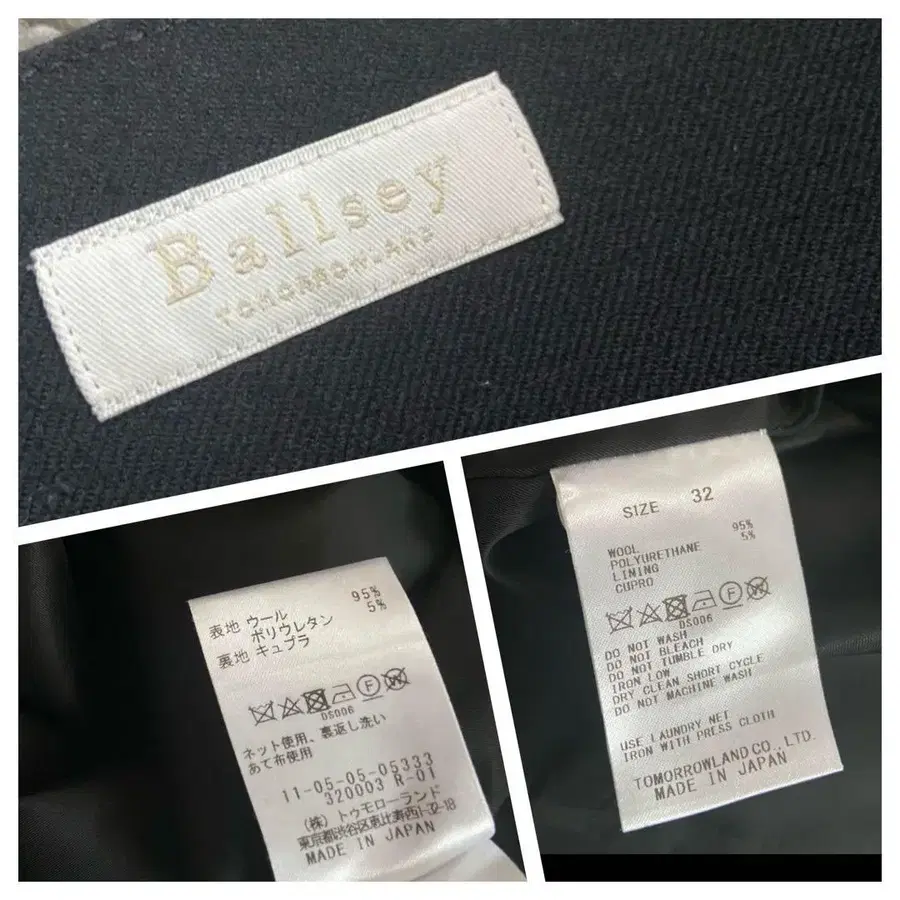 Ballsey
TOMORROWLAND
表地 ウール 95%
ポリウレタン 5%
裏地 キュプラ
DS006
ネット使用、裏返し洗い
あて布使用
11-05-05-05333
320003 R-01
(株) トゥモローランド
東京都渋谷区恵比寿西1-32-18
MADE IN JAPAN
SIZE 32
WOOL 95%
POLYURETHANE 5%
LINING
CUPRO
DS006
DO NOT WASH
DO NOT BLEACH
DO NOT TUMBLE DRY
IRON LOW
DRY CLEAN SHORT CYCLE
DO NOT MACHINE WASH
USE LAUNDRY NET
IRON WITH PRESS CLOTH
TOMORROWLAND CO., LTD.
MADE IN JAPAN